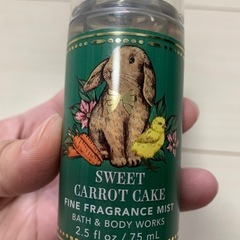 SWEET
CARROT CAKE
FINE FRAGRANCE MIST
BATH & BODY WORKS
2.5 fl oz / 75 mL